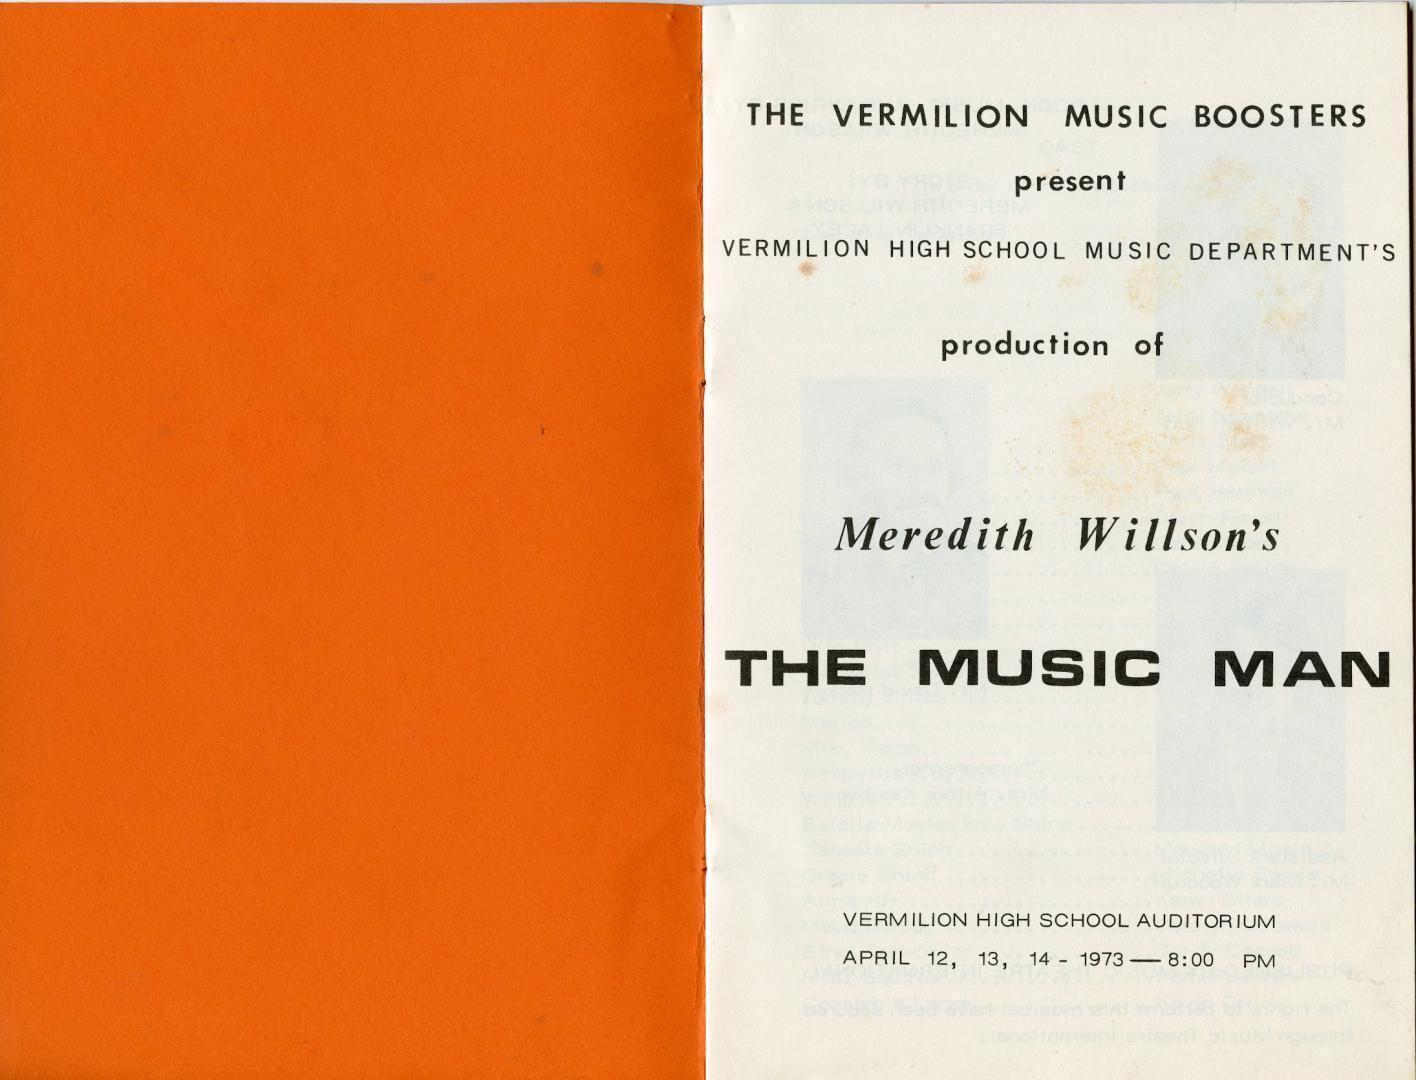 THE VERMILION MUSIC BOOSTERS
present
VERMILION HIGH SCHOOL MUSIC DEPARTMENT'S
production of
Meredith Willson's
THE MUSIC MAN
VERMILION HIGH SCHOOL AUDITORIUM
APRIL 12, 13, 14 - 1973 — 8:00 PM